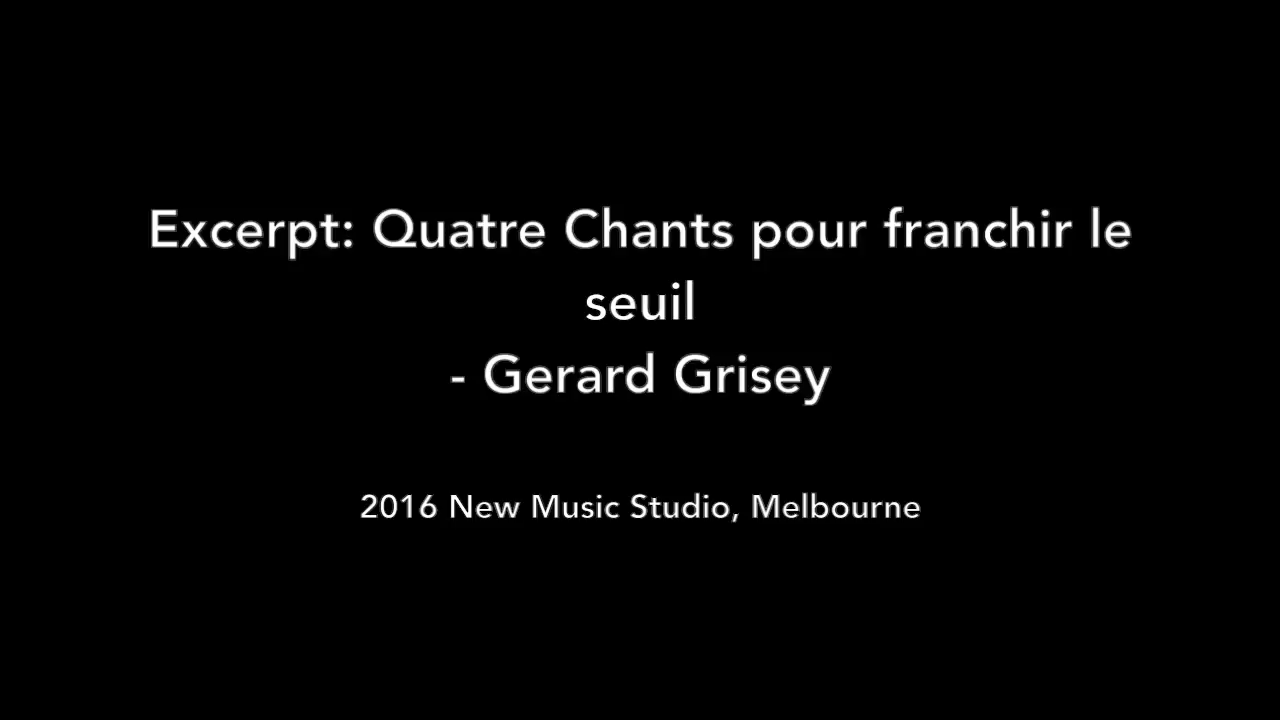 Excerpt: Quatre Chants pour franchir le
seuil
- Gerard Grisey
2016 New Music Studio, Melbourne